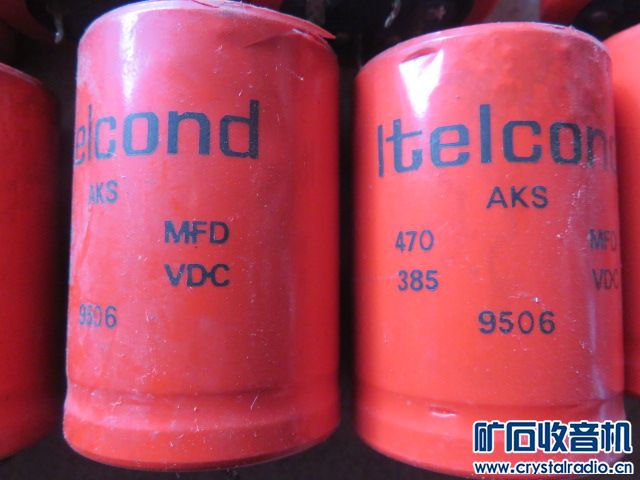 elcond
AKS
MFD
VDC
9506
Itelcond
AKS
470 MFD
385 VDC
9506
矿石收音机
www.crystalradio.cn